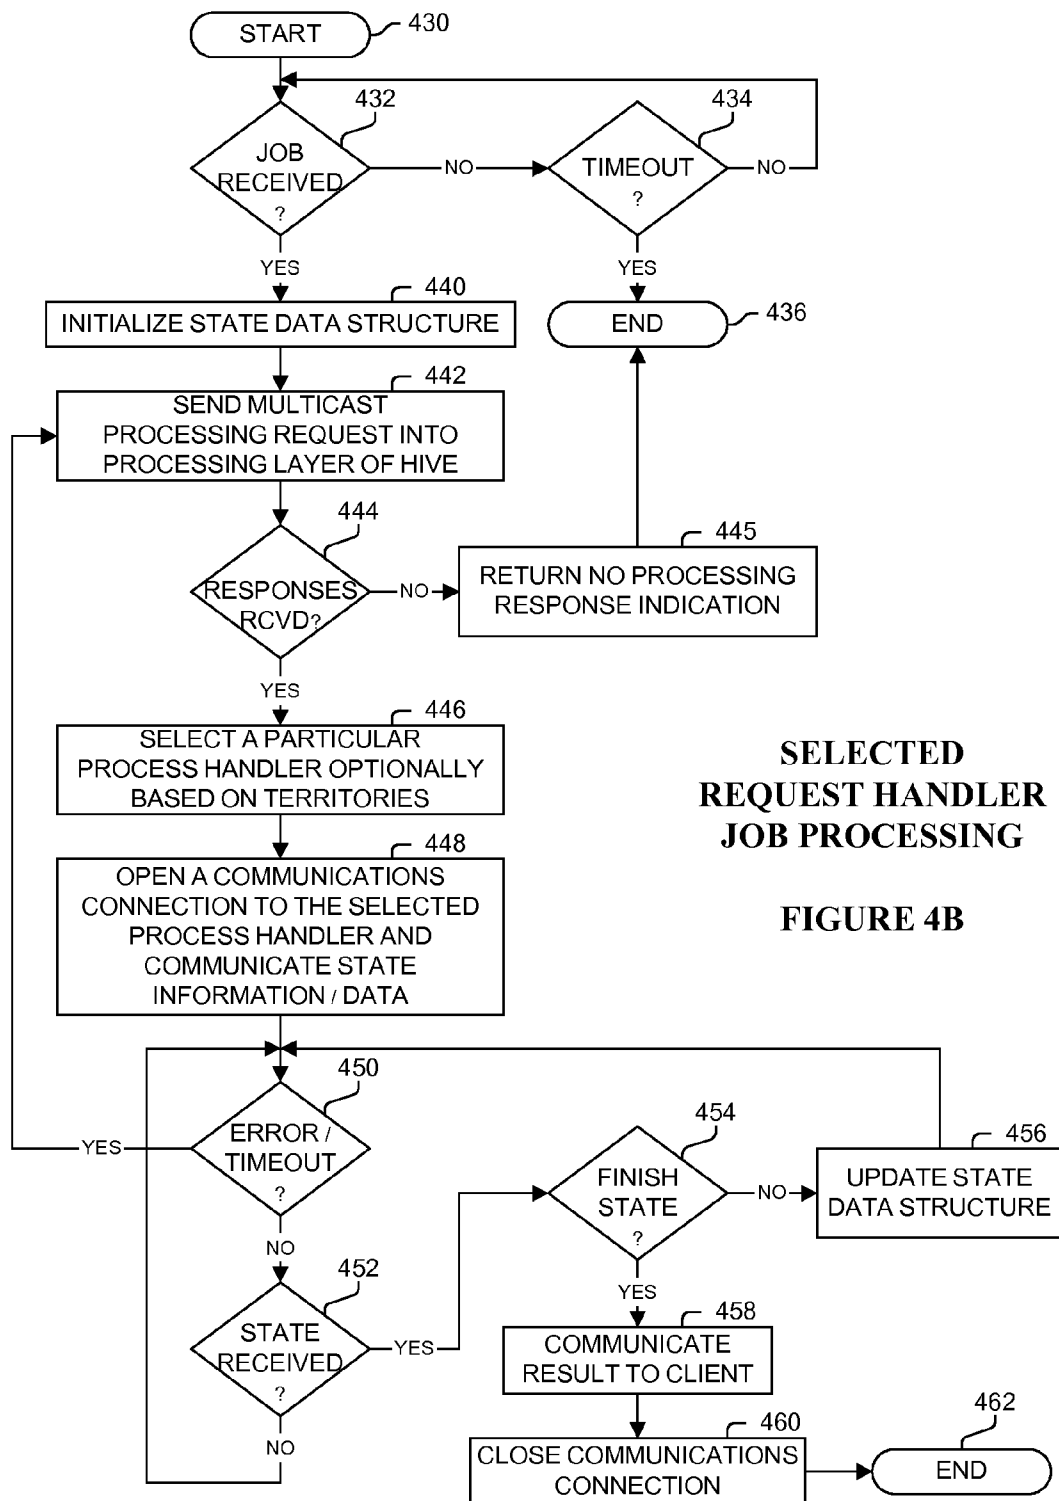 START
430
432
434
JOB
RECEIVED
?
NO
TIMEOUT
?
NO
YES
YES
440
INITIALIZE STATE DATA STRUCTURE
END
436
442
SEND MULTICAST
PROCESSING REQUEST INTO
PROCESSING LAYER OF HIVE
444
RESPONSES
RCVD?
NO
445
RETURN NO PROCESSING
RESPONSE INDICATION
YES
446
SELECT A PARTICULAR
PROCESS HANDLER OPTIONALLY
BASED ON TERRITORIES
SELECTED
REQUEST HANDLER
JOB PROCESSING
FIGURE 4B
448
OPEN A COMMUNICATIONS
CONNECTION TO THE SELECTED
PROCESS HANDLER AND
COMMUNICATE STATE
INFORMATION / DATA
450
ERROR /
TIMEOUT
?
YES
NO
452
STATE
RECEIVED
?
YES
NO
454
FINISH
STATE
?
NO
456
UPDATE STATE
DATA STRUCTURE
YES
458
COMMUNICATE
RESULT TO CLIENT
460
CLOSE COMMUNICATIONS
CONNECTION
462
END